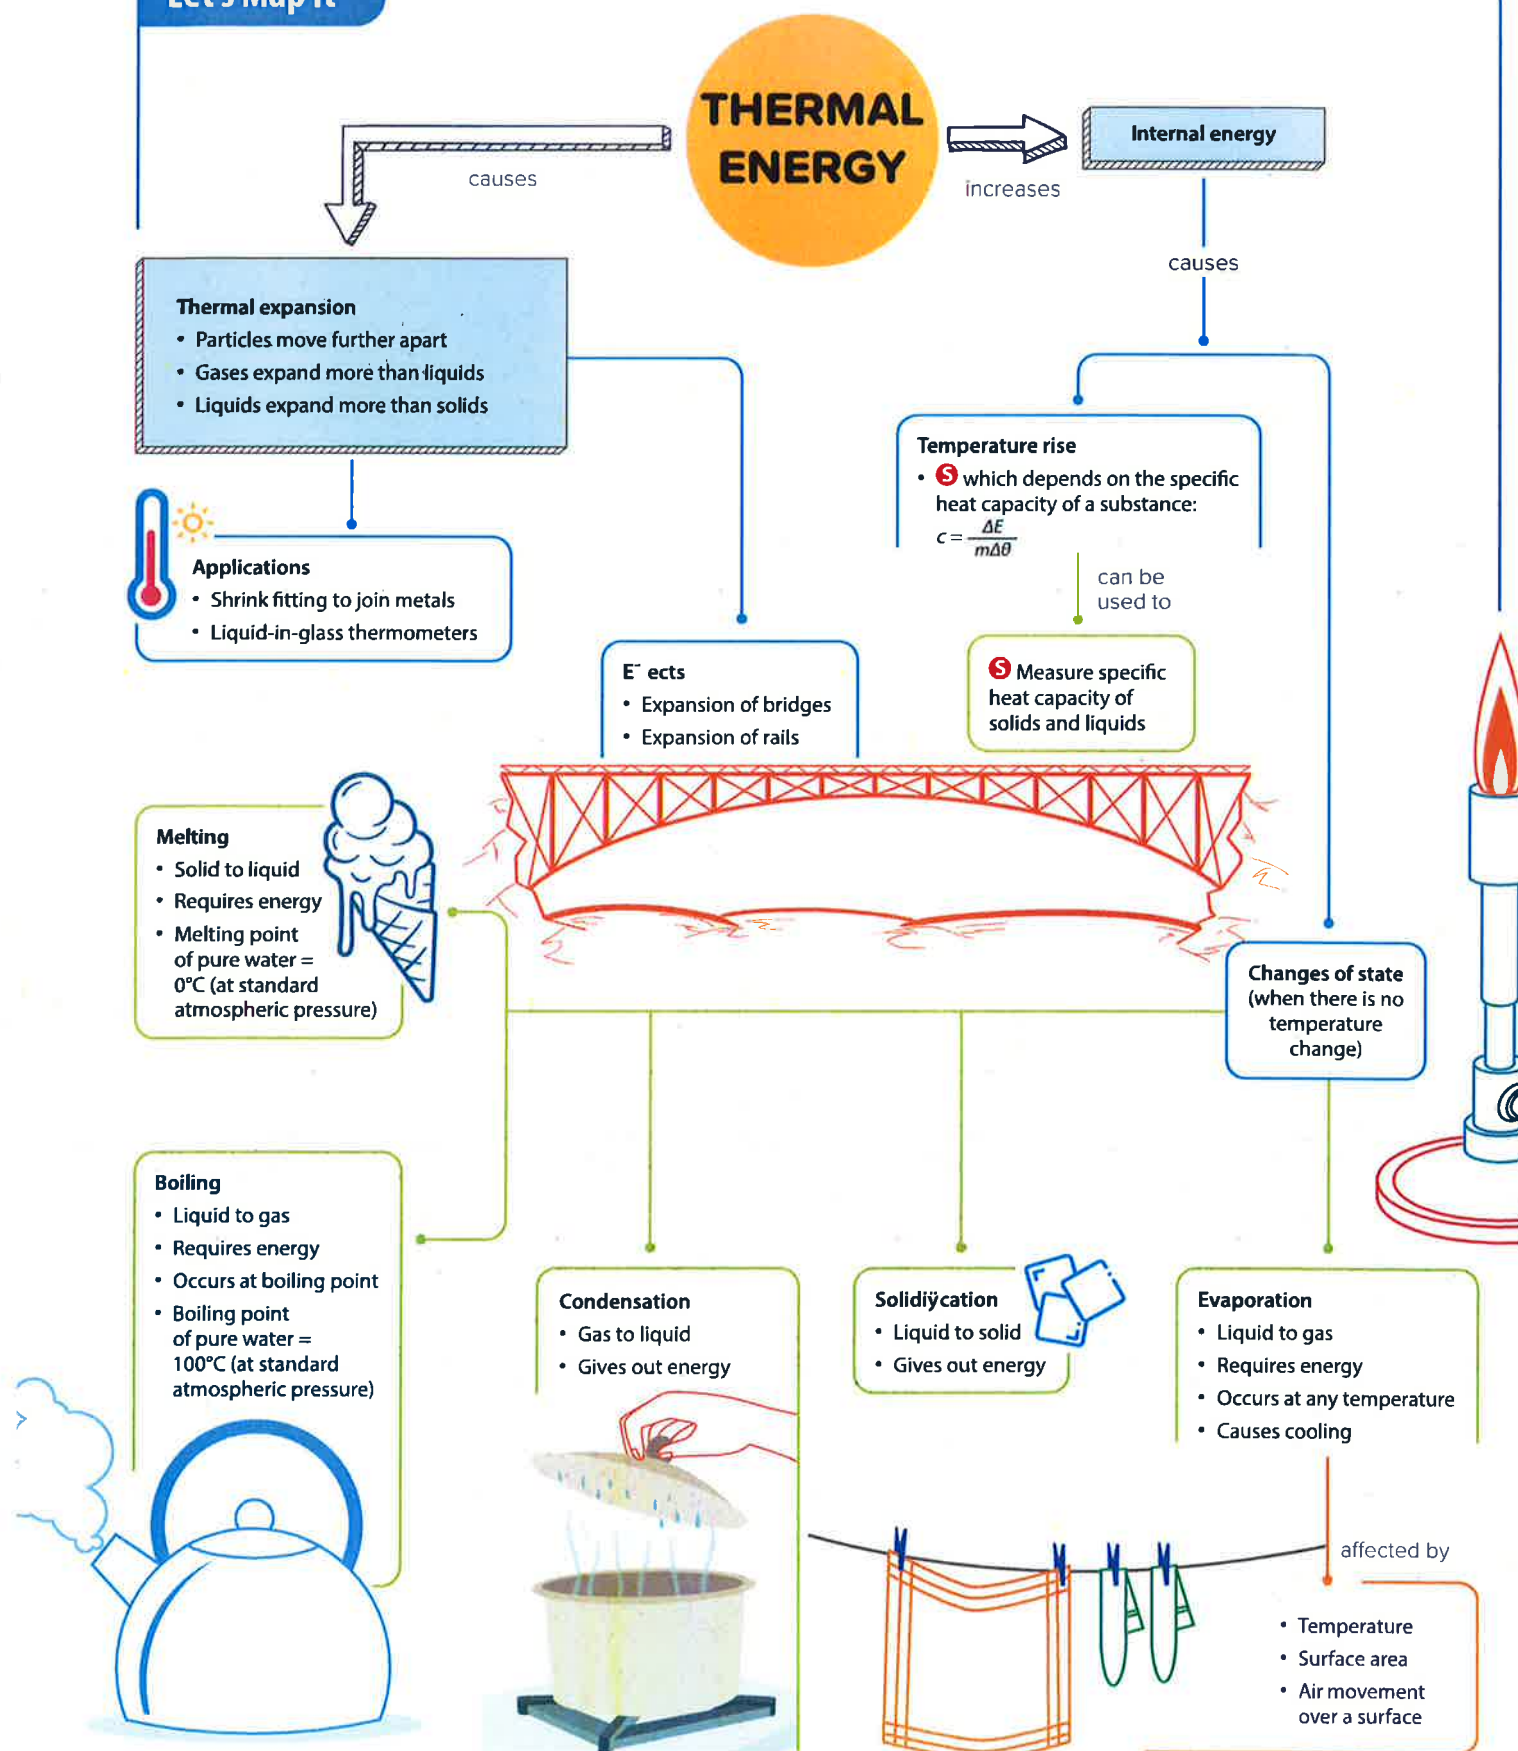 Let's Map It
THERMAL
ENERGY
causes
increases
Internal energy
causes
Thermal expansion
• Particles move further apart
• Gases expand more than liquids
• Liquids expand more than solids
Temperature rise
• S which depends on the specific
heat capacity of a substance:
c = ΔE / mΔθ
can be
used to
Applications
• Shrink fitting to join metals
• Liquid-in-glass thermometers
E˜ ects
• Expansion of bridges
• Expansion of rails
S Measure specific
heat capacity of
solids and liquids
Melting
• Solid to liquid
• Requires energy
• Melting point
of pure water =
0°C (at standard
atmospheric pressure)
Changes of state
(when there is no
temperature
change)
Boiling
• Liquid to gas
• Requires energy
• Occurs at boiling point
• Boiling point
of pure water =
100°C (at standard
atmospheric pressure)
Condensation
• Gas to liquid
• Gives out energy
Solidiÿcation
• Liquid to solid
• Gives out energy
Evaporation
• Liquid to gas
• Requires energy
• Occurs at any temperature
• Causes cooling
affected by
• Temperature
• Surface area
• Air movement
over a surface